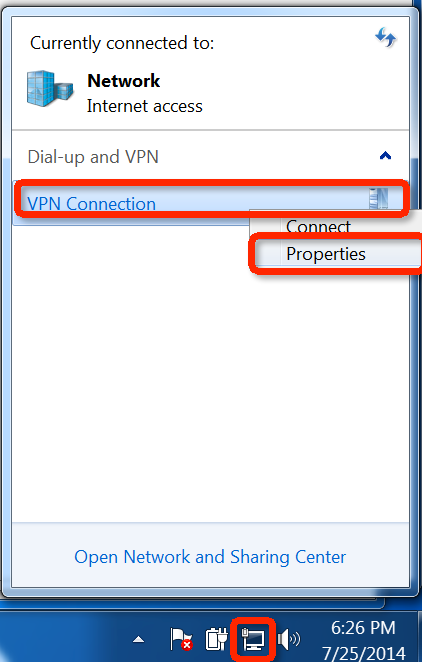 Currently connected to:
Network
Internet access
Dial-up and VPN
VPN Connection
Connect
Properties
Open Network and Sharing Center
6:26 PM
7/25/2014